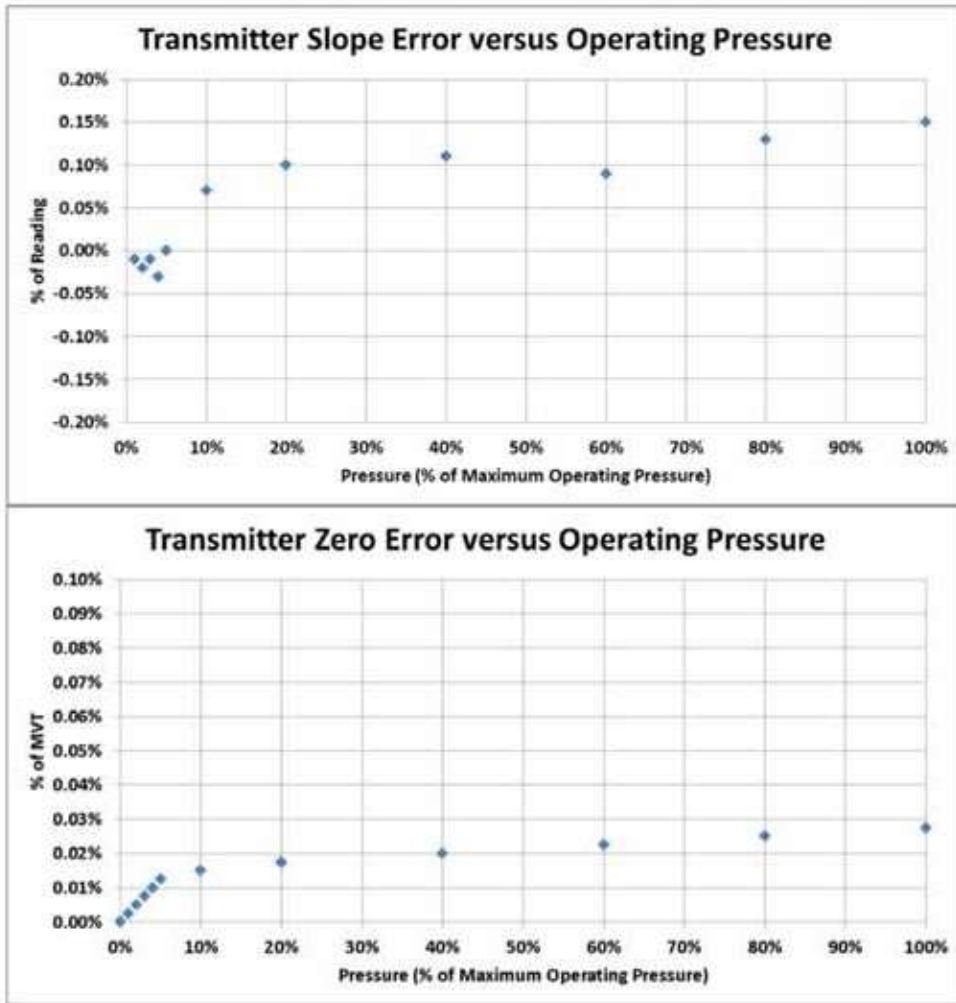 Transmitter Slope Error versus Operating Pressure
0.20%
0.15%
0.10%
0.05%
0.00%
-0.05%
-0.10%
-0.15%
-0.20%
% of Reading
0% 10% 20% 30% 40% 50% 60% 70% 80% 90% 100%
Pressure (% of Maximum Operating Pressure)
Transmitter Zero Error versus Operating Pressure
0.10%
0.09%
0.08%
0.07%
0.06%
0.05%
0.04%
0.03%
0.02%
0.01%
0.00%
% of MVT
0% 10% 20% 30% 40% 50% 60% 70% 80% 90% 100%
Pressure (% of Maximum Operating Pressure)